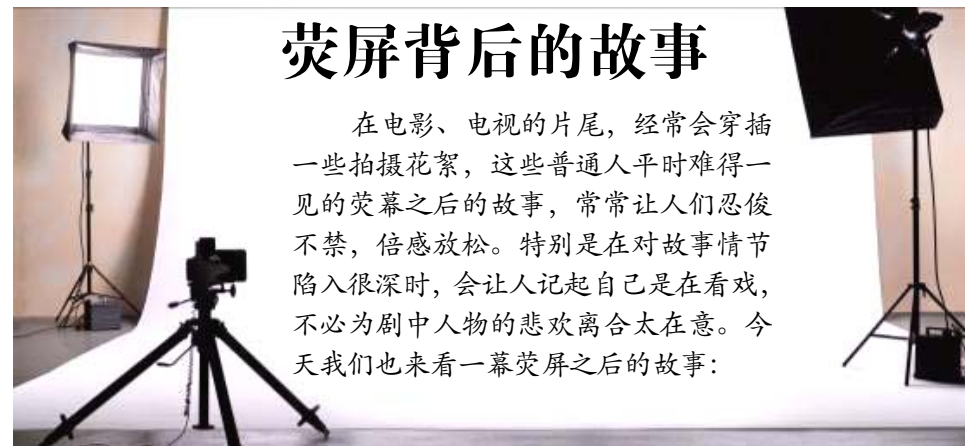 荧屏背后的故事
在电影、电视的片尾，经常会穿插
一些拍摄花絮，这些普通人平时难得一
见的荧幕之后的故事，常常让人们忍俊
不禁，倍感放松。特别是在对故事情节
陷入很深时，会让人记起自己是在看戏，
不必为剧中人物的悲欢离合太在意。今
天我们也来看一幕荧屏之后的故事：